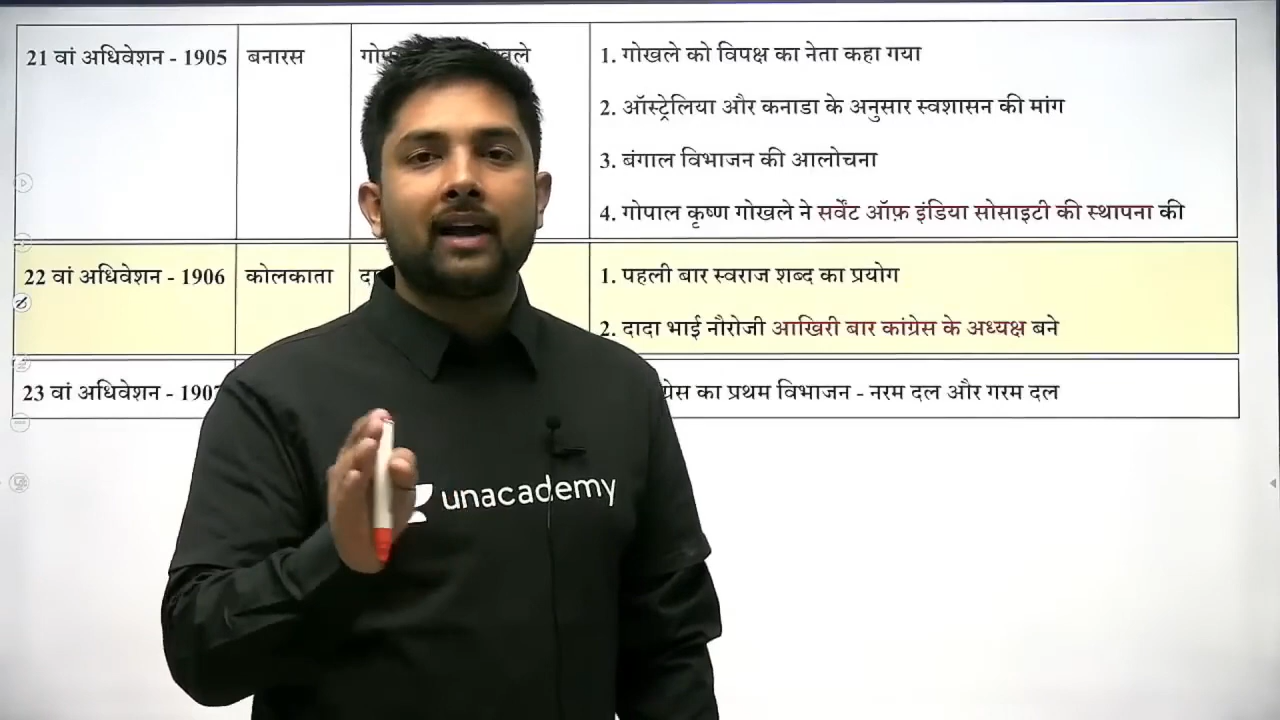 21 वां अधिवेशन - 1905
बनारस
1. गोखले को विपक्ष का नेता कहा गया
2. ऑस्ट्रेलिया और कनाडा के अनुसार स्वशासन की मांग
3. बंगाल विभाजन की आलोचना
4. गोपाल कृष्ण गोखले ने सर्वेंट ऑफ़ इंडिया सोसाइटी की स्थापना की
22 वां अधिवेशन - 1906
कोलकाता
1. पहली बार स्वराज शब्द का प्रयोग
2. दादा भाई नौरोजी आखिरी बार कांग्रेस के अध्यक्ष बने
23 वां अधिवेशन -
का प्रथम विभाजन - नरम दल और गरम दल
unacademy